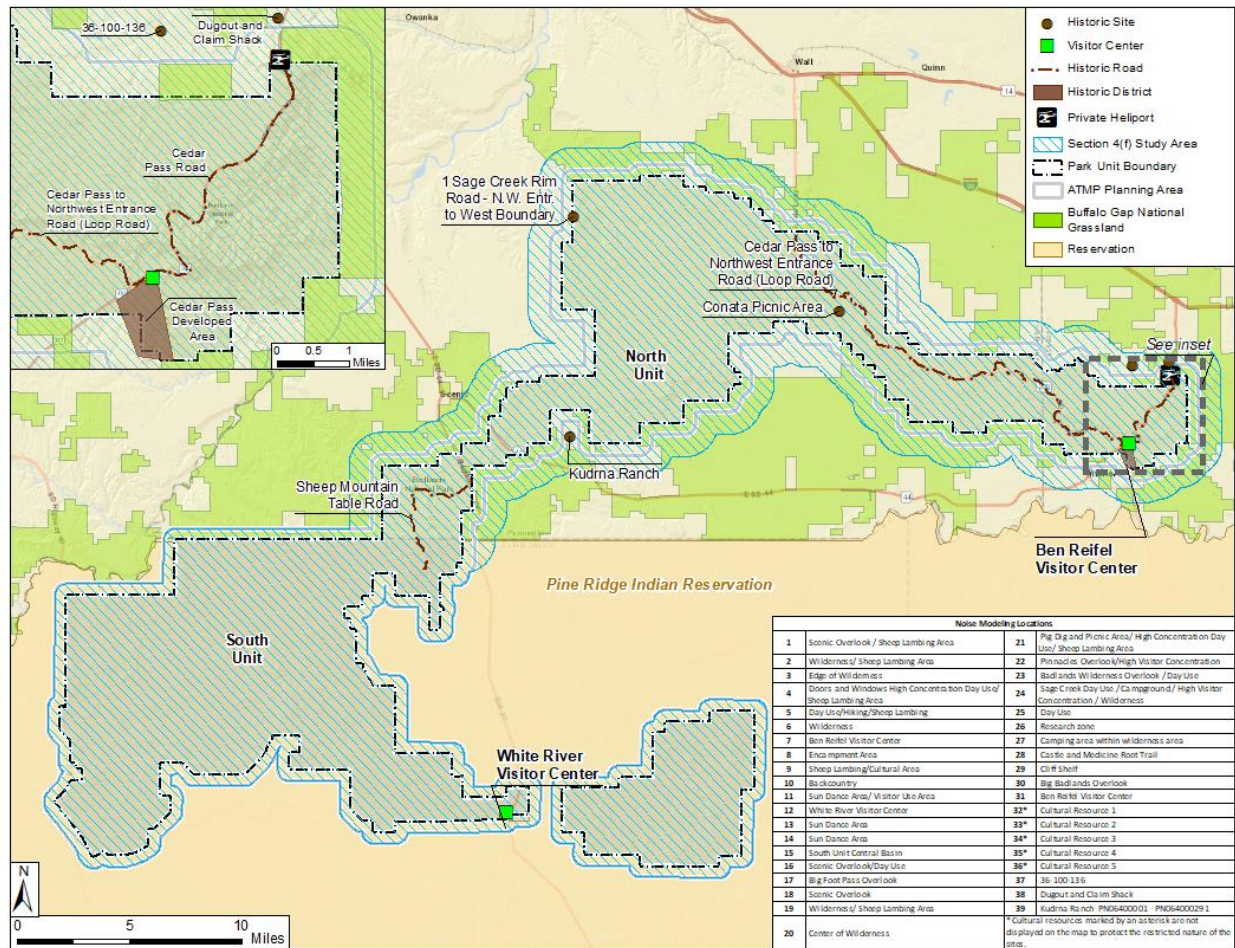 36-100-136
Dugout and
Claim Shack
Cedar
Pass Road
Cedar Pass to
Northwest Entrance
Road (Loop Road)
Cedar Pass
Developed
Area
0 0.5 1
Miles
Owanka
Wall
Quinn
14
90
Historic Site
Visitor Center
Historic Road
Historic District
Private Heliport
Section 4(f) Study Area
Park Unit Boundary
ATMP Planning Area
Buffalo Gap National
Grassland
Reservation
1 Sage Creek Rim
Road - N.W. Entr.
to West Boundary
Cedar Pass to
Northwest Entrance
Road (Loop Road)
Conata Picnic Area
See inset
North
Unit
Scenic
Kudrna Ranch
Sheep Mountain
Table Road
44
Ben Reifel
Visitor Center
Pine Ridge Indian Reservation
South
Unit
White River
Visitor Center
N
0 5 10
Miles
Noise Modeling Locations
1 Scenic Overlook / Sheep Lambing Area
2 Wilderness/ Sheep Lambing Area
3 Edge of Wilderness
4 Doors and Windows High Concentration Day Use/
Sheep Lambing Area
5 Day Use/Hiking/Sheep Lambing
6 Wilderness
7 Ben Reifel Visitor Center
8 Encampment Area
9 Sheep Lambing/Cultural Area
10 Backcountry
11 Sun Dance Area/ Visitor Use Area
12 White River Visitor Center
13 Sun Dance Area
14 Sun Dance Area
15 South Unit Central Basin
16 Scenic Overlook/Day Use
17 Big Foot Pass Overlook
18 Scenic Overlook
19 Wilderness/ Sheep Lambing Area
20 Center of Wilderness
21 Pig Dig and Picnic Area/ High Concentration Day
Use/ Sheep Lambing Area
22 Pinnacles Overlook/High Visitor Concentration
23 Badlands Wilderness Overlook / Day Use
24 Sage Creek Day Use / Campground / High Visitor
Concentration / Wilderness
25 Day Use
26 Research zone
27 Camping area within wilderness area
28 Castle and Medicine Root Trail
29 Cliff Shelf
30 Big Badlands Overlook
31 Ben Reifel Visitor Center
32* Cultural Resource 1
33* Cultural Resource 2
34* Cultural Resource 3
35* Cultural Resource 4
36* Cultural Resource 5
37 36-100-136
38 Dugout and Claim Shack
39 Kudrna Ranch PN06400001 - PN064000291
*Cultural resources marked by an asterisk are not
displayed on the map to protect the restricted nature of the
sites.